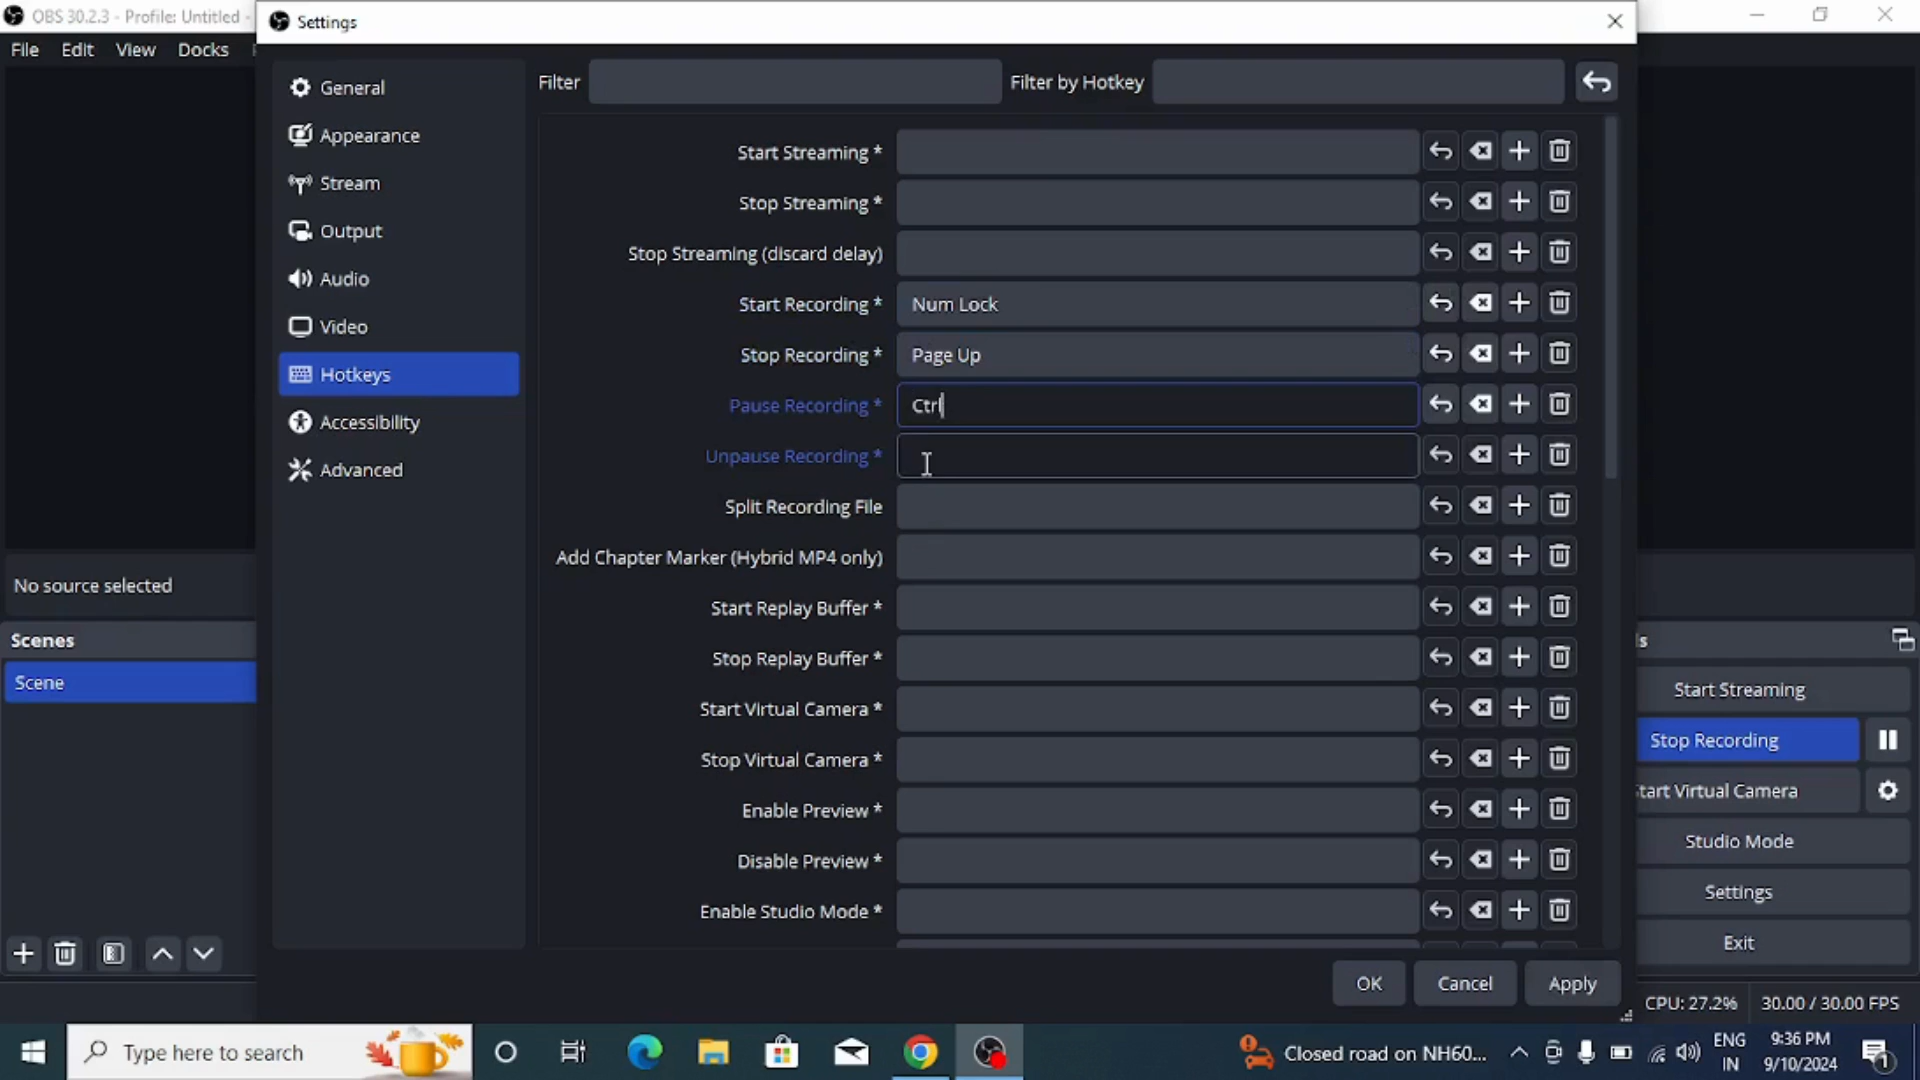 OBS 30.2.3 - Profile: Untitled -
Settings
File Edit View Docks
General
Appearance
Stream
Output
Audio
Video
Hotkeys
Accessibility
Advanced
Filter
Filter by Hotkey
Start Streaming *
Stop Streaming *
Stop Streaming (discard delay)
Start Recording * Num Lock
Stop Recording * Page Up
Pause Recording * Ctrl
Unpause Recording *
Split Recording File
Add Chapter Marker (Hybrid MP4 only)
Start Replay Buffer *
Stop Replay Buffer *
Start Virtual Camera *
Stop Virtual Camera *
Enable Preview *
Disable Preview *
Enable Studio Mode *
OK Cancel Apply
No source selected
Scenes
Scene
ls
Start Streaming
Stop Recording
Start Virtual Camera
Studio Mode
Settings
Exit
CPU: 27.2% 30.00 / 30.00 FPS
Type here to search
Closed road on NH60...
ENG
IN
9:36 PM
9/10/2024
1